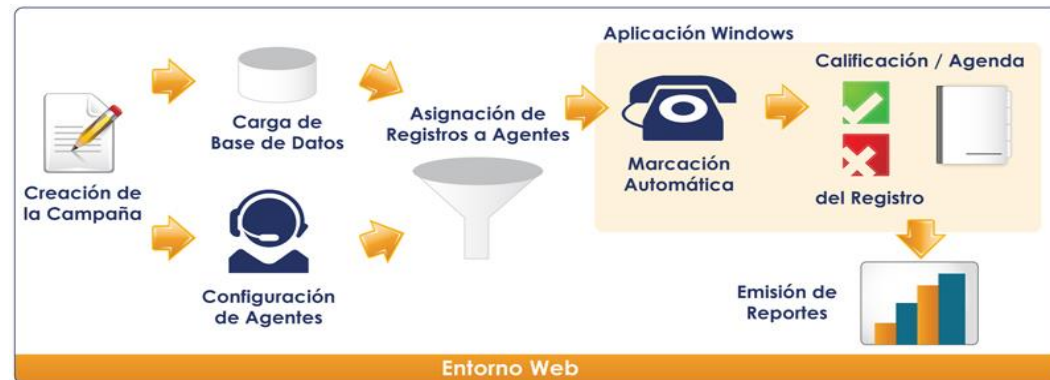 Creación de
la Campaña
Carga de
Base de Datos
Configuración
de Agentes
Asignación de
Registros a Agentes
Aplicación Windows
Marcación
Automática
Calificación / Agenda
del Registro
Emisión de
Reportes
Entorno Web